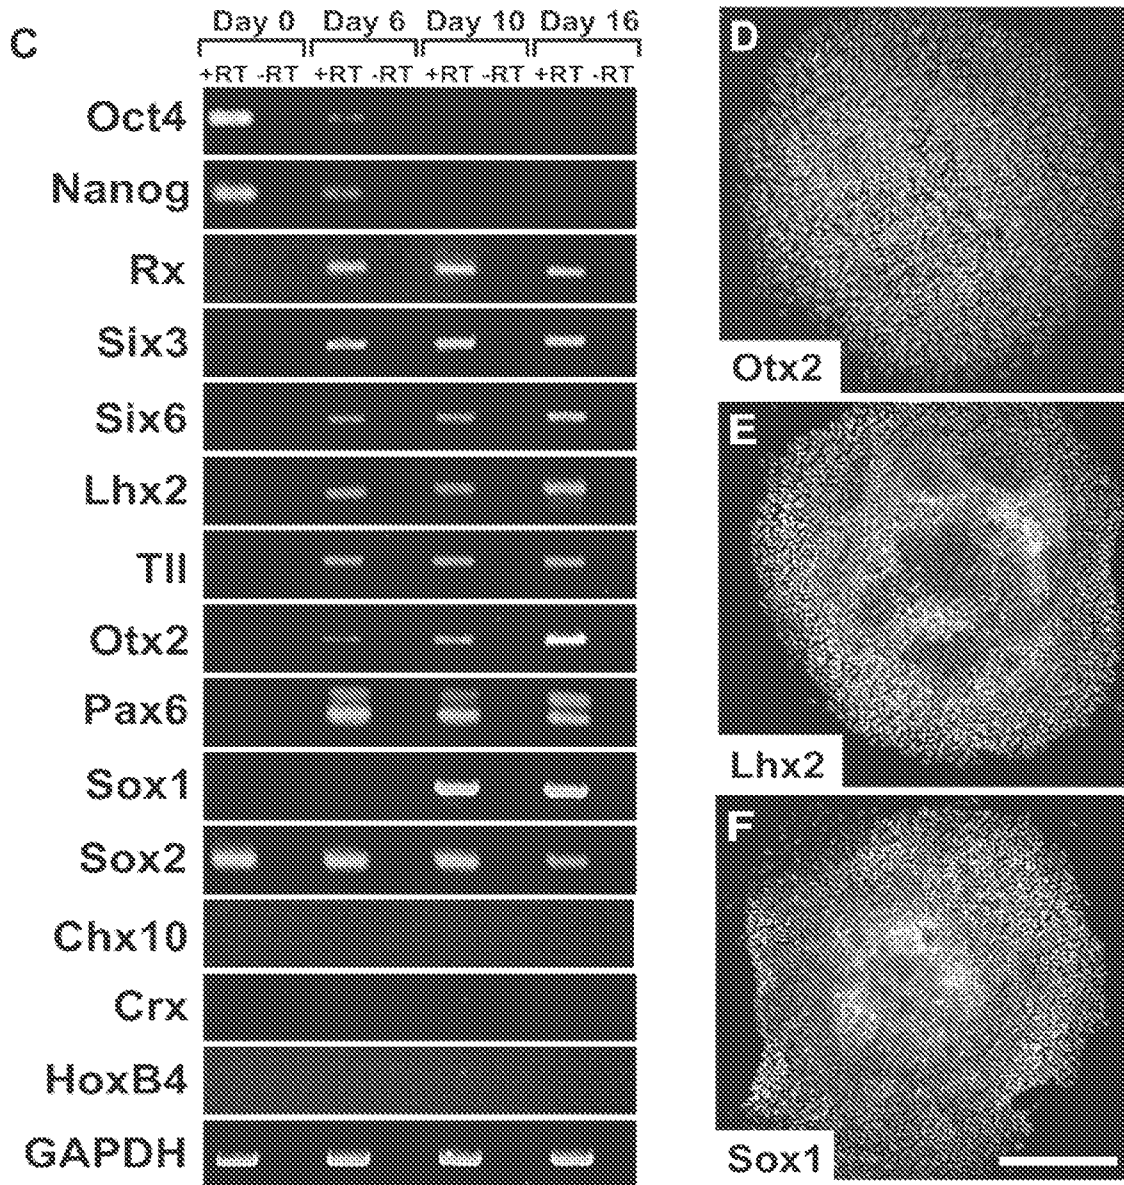 C
Day 0 Day 6 Day 10 Day 16
+RT -RT +RT -RT +RT -RT +RT -RT
Oct4
Nanog
Rx
Six3
Six6
Lhx2
Tll
Otx2
Pax6
Sox1
Sox2
Chx10
Crx
HoxB4
GAPDH
D
Otx2
E
Lhx2
F
Sox1